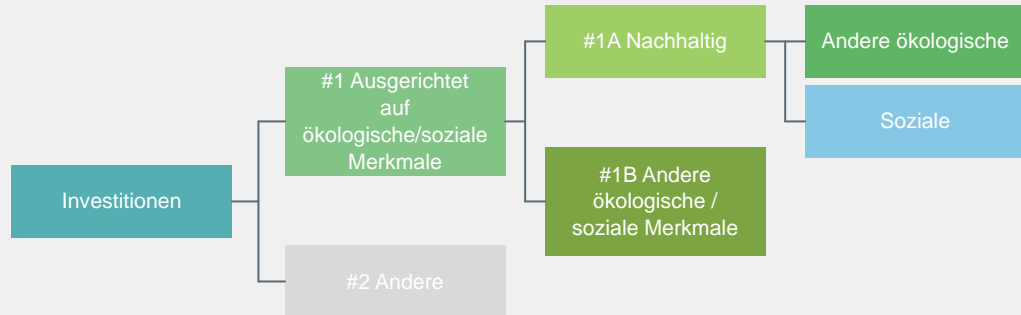 Investitionen
#1 Ausgerichtet
auf
ökologische/soziale
Merkmale
#2 Andere
#1A Nachhaltig
#1B Andere
ökologische /
soziale Merkmale
Andere ökologische
Soziale